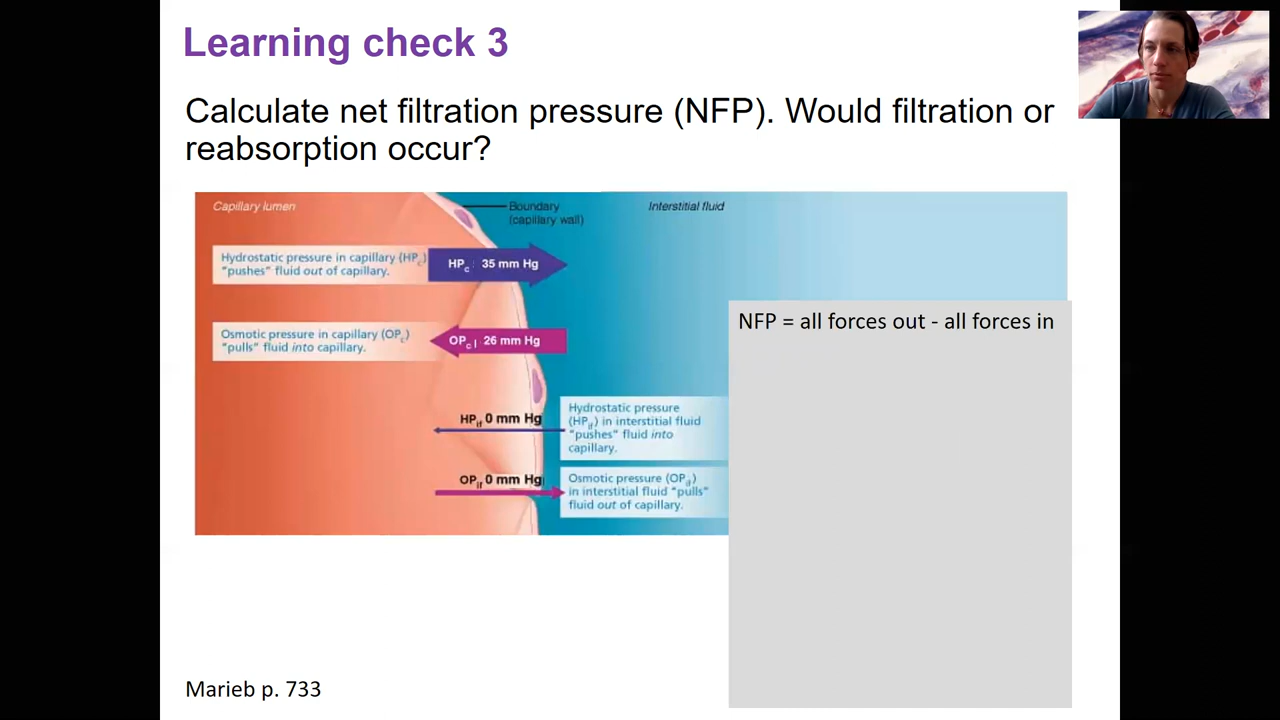 Learning check 3
Calculate net filtration pressure (NFP). Would filtration or
reabsorption occur?
Capillary lumen
Boundary
(capillary wall)
Interstitial fluid
Hydrostatic pressure in capillary (HPc)
"pushes" fluid out of capillary.
HPc 35 mm Hg
Osmotic pressure in capillary (OPc)
"pulls" fluid into capillary.
OPc 26 mm Hg
HPif 0 mm Hg
Hydrostatic pressure
(HPif) in interstitial fluid
"pushes" fluid into
capillary.
OPif 0 mm Hg
Osmotic pressure (OPif)
in interstitial fluid "pulls"
fluid out of capillary.
NFP = all forces out - all forces in
Marieb p. 733